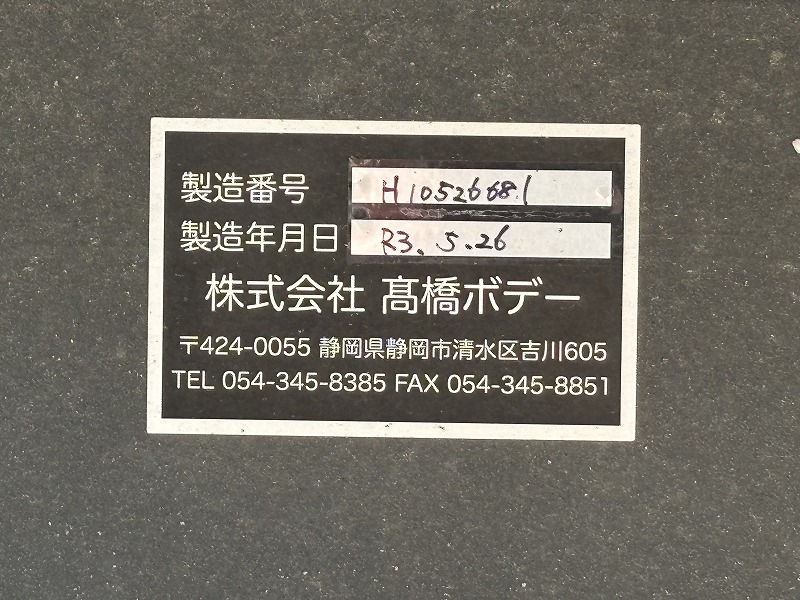 製造番号 H10526681
製造年月日 R3.5.26
株式会社 髙橋ボデー
〒424-0055 静岡県静岡市清水区吉川605
TEL 054-345-8385 FAX 054-345-8851